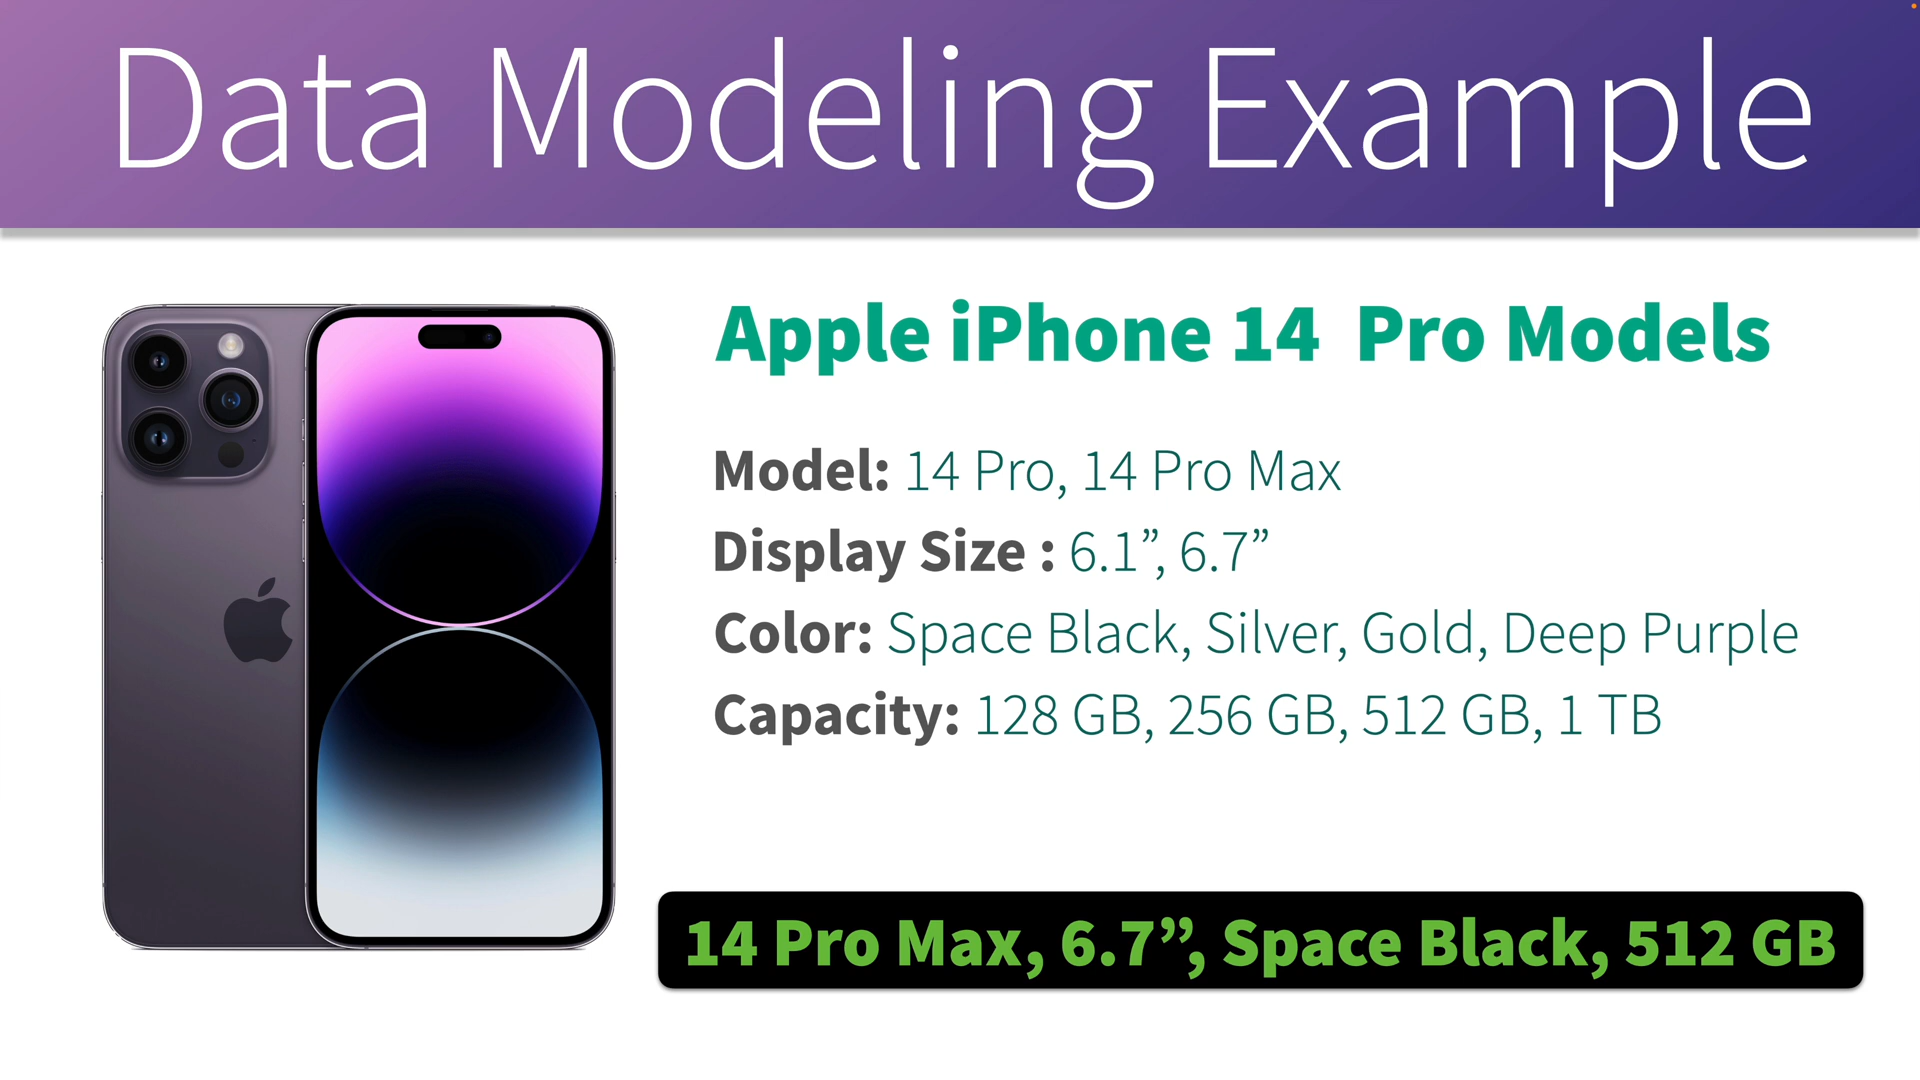 Data Modeling Example
Apple iPhone 14  Pro Models
Model: 14 Pro, 14 Pro Max
Display Size : 6.1”, 6.7”
Color: Space Black, Silver, Gold, Deep Purple
Capacity: 128 GB, 256 GB, 512 GB, 1 TB
14 Pro Max, 6.7”, Space Black, 512 GB